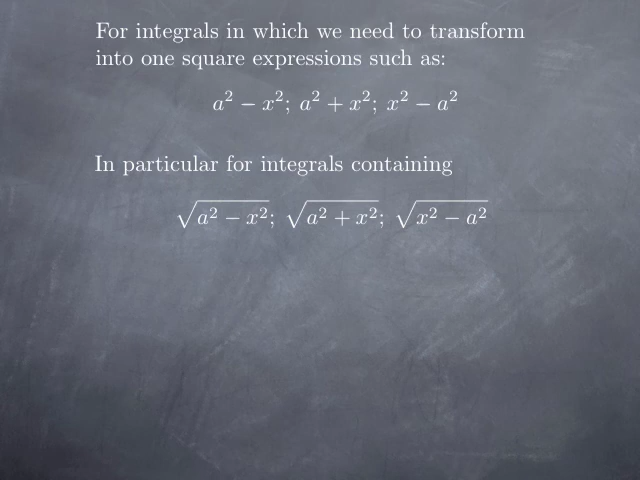 For integrals in which we need to transform
into one square expressions such as:
a² − x²; a² + x²; x² − a²
In particular for integrals containing
√(a² − x²); √(a² + x²); √(x² − a²)